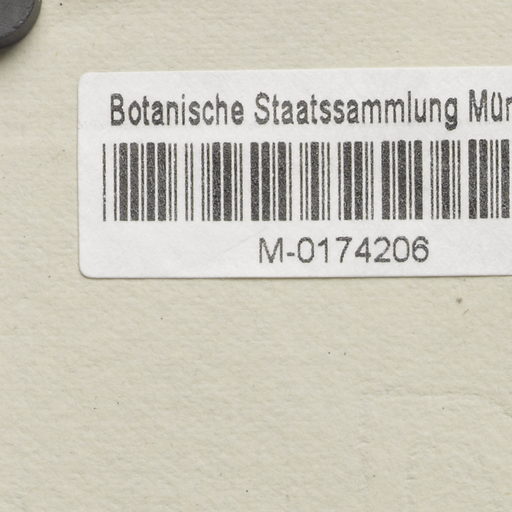 Botanische Staatssammlung Mün
M-0174206